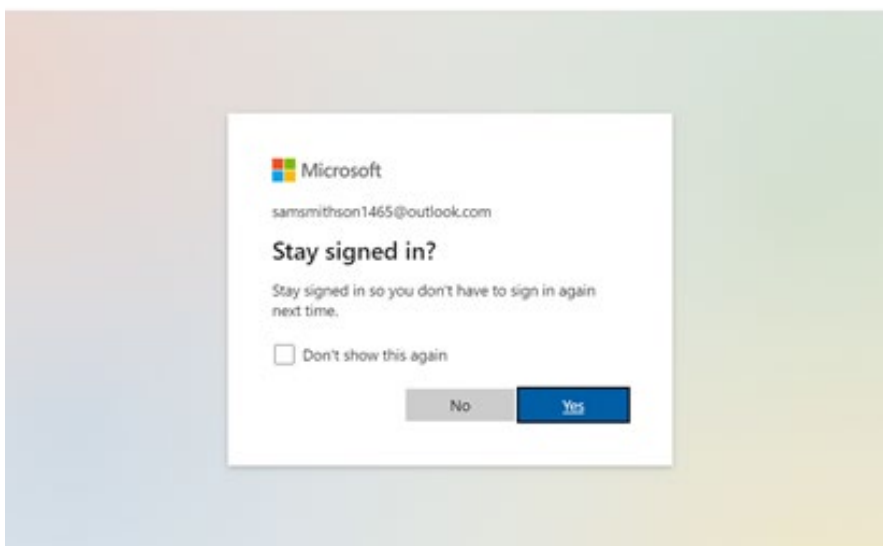 Microsoft
samsmithson1465@outlook.com
Stay signed in?
Stay signed in so you don't have to sign in again
next time.
Don't show this again
No
Yes